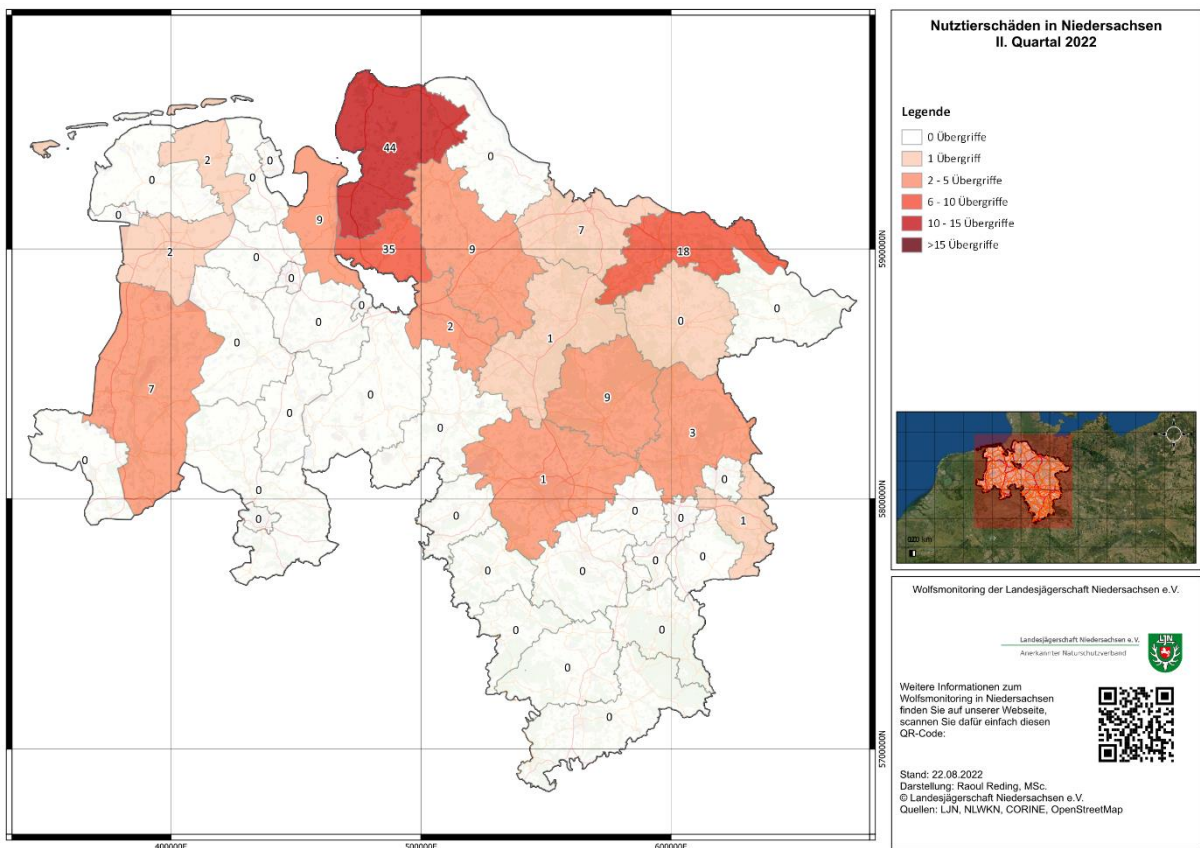 Nutztierschäden in Niedersachsen
II. Quartal 2022
Legende
0 Übergriffe
1 Übergriff
2 - 5 Übergriffe
6 - 10 Übergriffe
10 - 15 Übergriffe
>15 Übergriffe
44
0
2
0
0
0
0
9
7
35
9
18
2
0
0
0
0
0
2
1
0
0
7
0
0
9
0
3
0
1
0
0
0
0
0
0
1
0
0
0
0
0
0
0
0
5900000N
5800000N
5700000N
400000E
500000E
600000E
Wolfsmonitoring der Landesjägerschaft Niedersachsen e.V.
Landesjägerschaft Niedersachsen e.V.
Anerkannter Naturschutzverband
LJN
Weitere Informationen zum
Wolfsmonitoring in Niedersachsen
finden Sie auf unserer Webseite,
scannen Sie dafür einfach diesen
QR-Code:
Stand: 22.08.2022
Darstellung: Raoul Reding, MSc.
© Landesjägerschaft Niedersachsen e.V.
Quellen: LJN, NLWKN, CORINE, OpenStreetMap